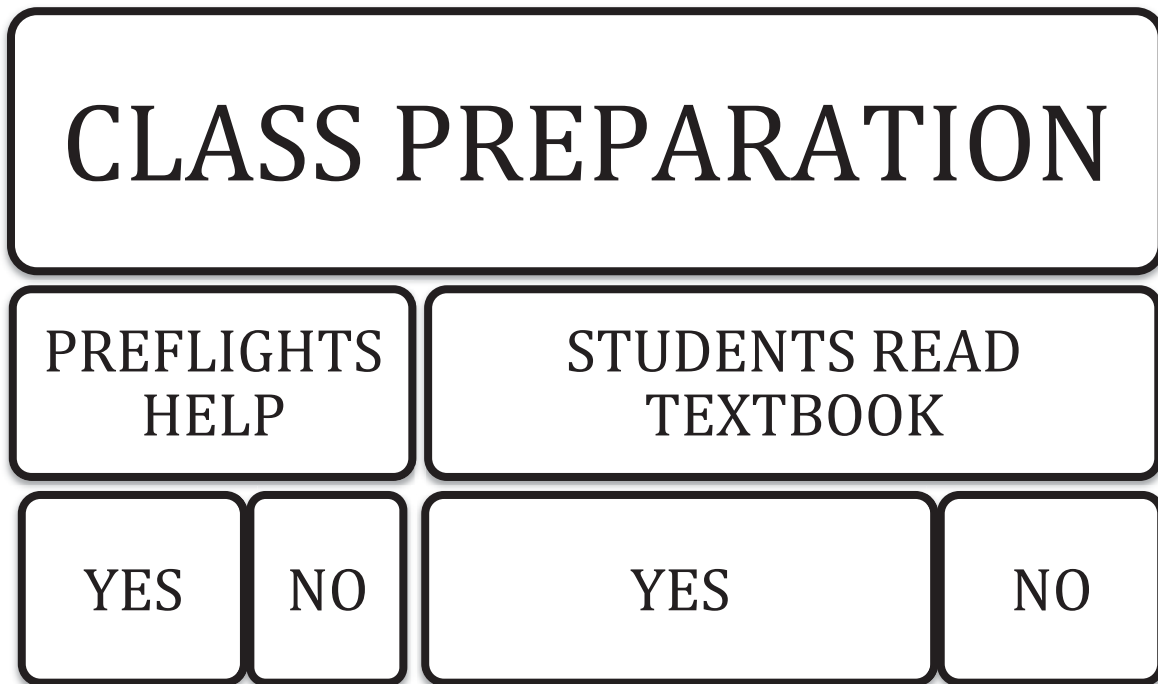 CLASS PREPARATION
PREFLIGHTS
HELP
STUDENTS READ
TEXTBOOK
YES
NO
YES
NO